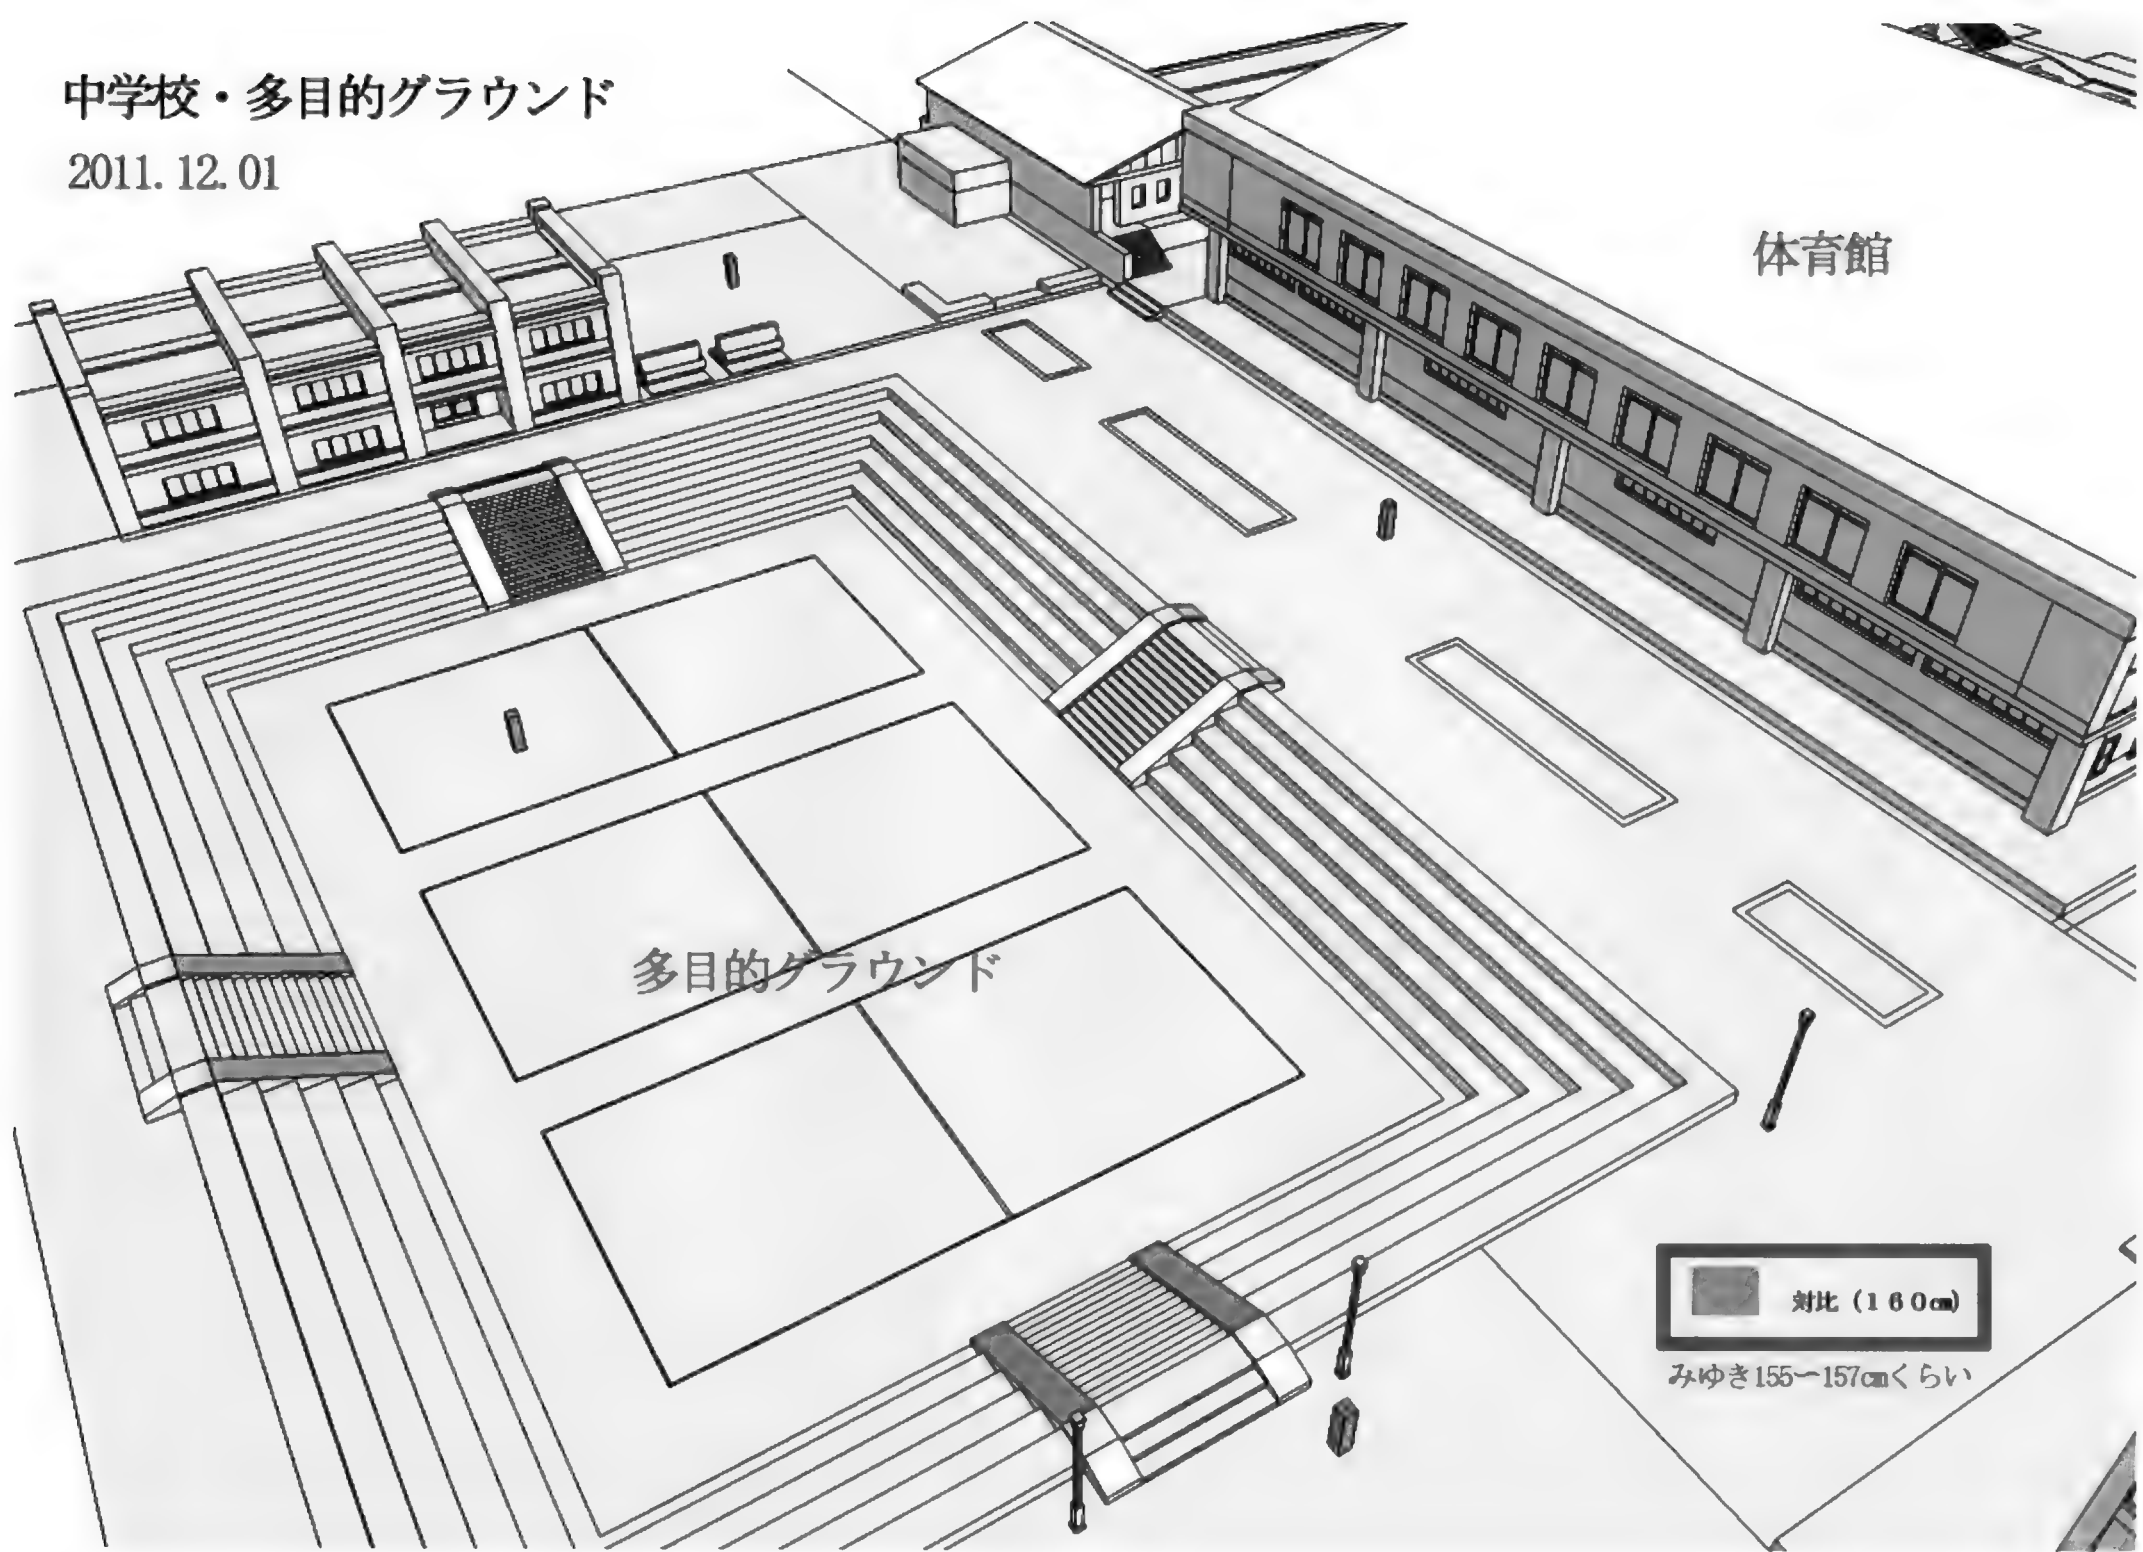 中学校・多目的グラウンド
2011.12.01
体育館
多目的グラウンド
対比（１６０㎝）
みゆき155～157㎝くらい